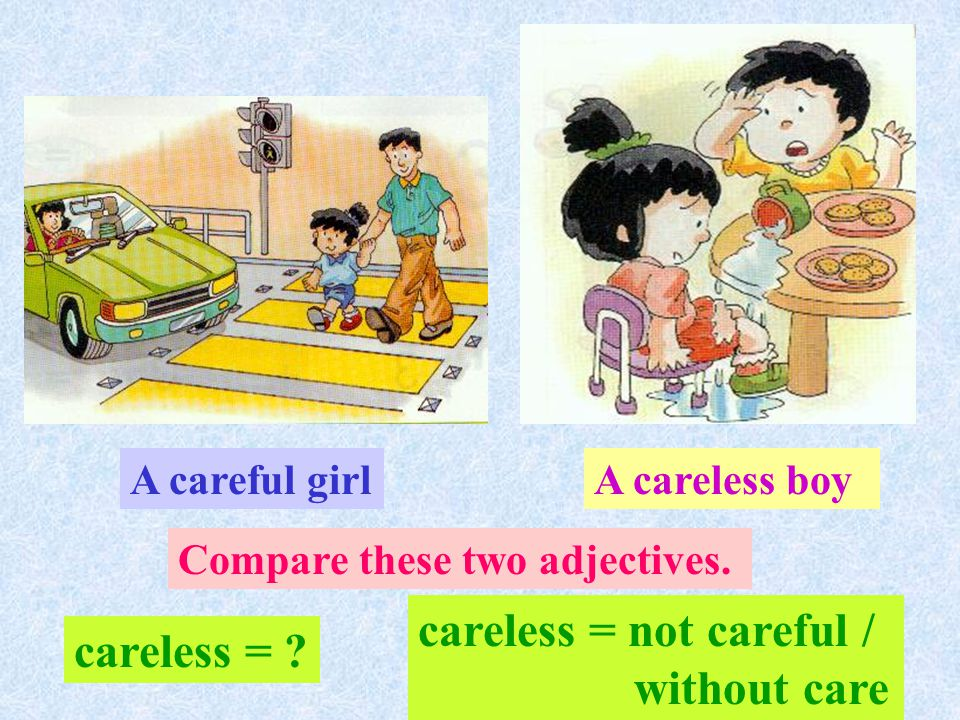 A careful girl
A careless boy
Compare these two adjectives.
careless = ?
careless = not careful /
without care